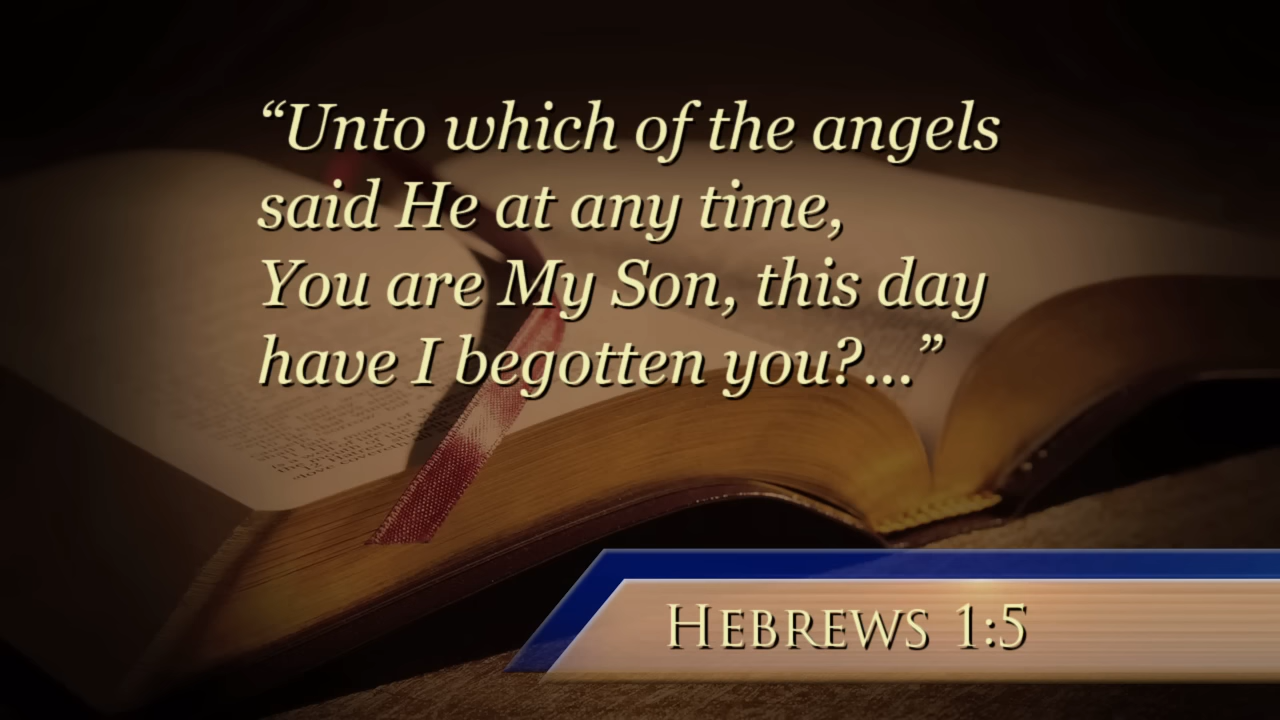 “Unto which of the angels
said He at any time,
You are My Son, this day
have I begotten you?...”
HEBREWS 1:5